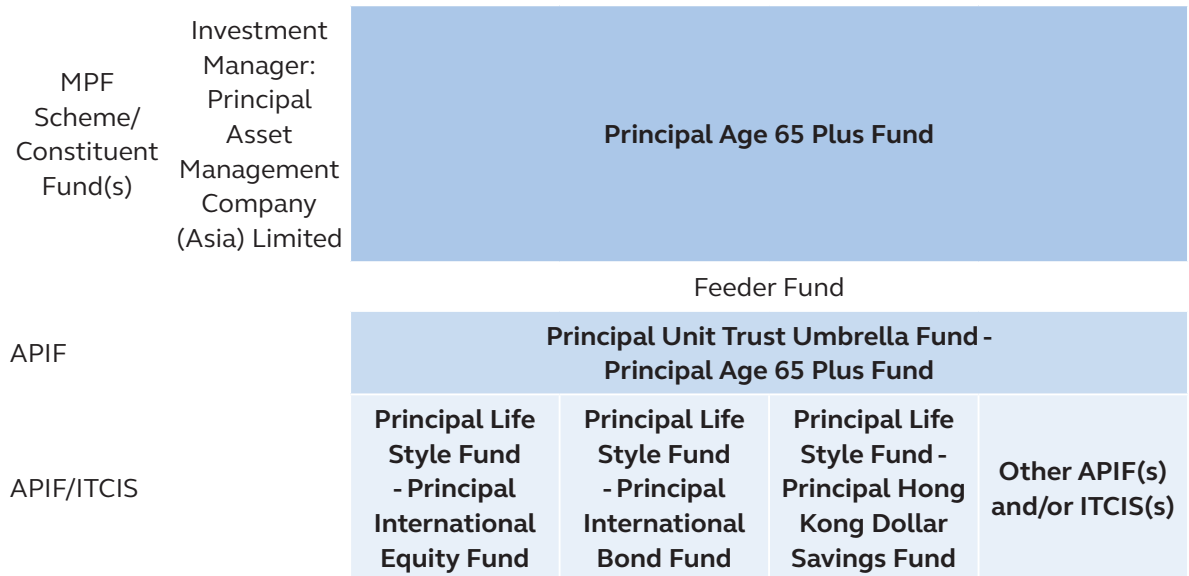 MPF
Scheme/
Constituent
Fund(s)
Investment
Manager:
Principal
Asset
Management
Company
(Asia) Limited
Principal Age 65 Plus Fund
Feeder Fund
APIF
Principal Unit Trust Umbrella Fund -
Principal Age 65 Plus Fund
APIF/ITCIS
Principal Life
Style Fund
- Principal
International
Equity Fund
Principal Life
Style Fund
- Principal
International
Bond Fund
Principal Life
Style Fund -
Principal Hong
Kong Dollar
Savings Fund
Other APIF(s)
and/or ITCIS(s)